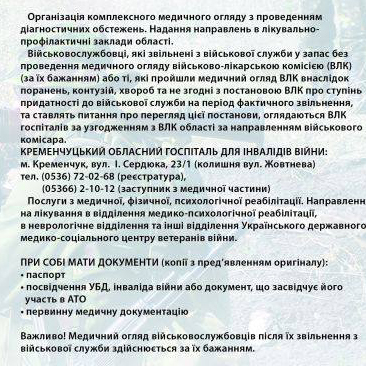 Організація комплексного медичного огляду з проведенням
діагностичних обстежень. Надання направлень в лікувально-
профілактичні заклади області.
Військовослужбовці, які звільнені з військової служби у запас без
проведення медичного огляду військово-лікарською комісією (ВЛК)
(за їх бажанням) або ті, які пройшли медичний огляд ВЛК внаслідок
поранень, контузій, хвороб та не згодні з постановою ВЛК про ступінь
придатності до військової служби на період фактичного звільнення,
та ставлять питання про перегляд цієї постанови, оглядаються ВЛК
госпіталів за узгодженням з ВЛК області за направленням військового
комісара.
КРЕМЕНЧУЦЬКИЙ ОБЛАСНИЙ ГОСПІТАЛЬ ДЛЯ ІНВАЛІДІВ ВІЙНИ:
м. Кременчук, вул. І. Сердюка, 23/1 (колишня вул. Жовтнева)
тел. (0536) 72-02-68 (реєстратура),
(05366) 2-10-12 (заступник з медичної частини)
Послуги з медичної, фізичної, психологічної реабілітації. Направленн
на лікування в відділення медико-психологічної реабілітації,
в неврологічне відділення та інші відділення Українського державного
медико-соціального центру ветеранів війни.
ПРИ СОБІ МАТИ ДОКУМЕНТИ (копії з пред’явленням оригіналу):
• паспорт
• посвідчення УБД, інваліда війни або документ, що засвідчує його
участь в АТО
• первинну медичну документацію
Важливо! Медичний огляд військовослужбовців після їх звільнення з
військової служби здійснюється за їх бажанням.